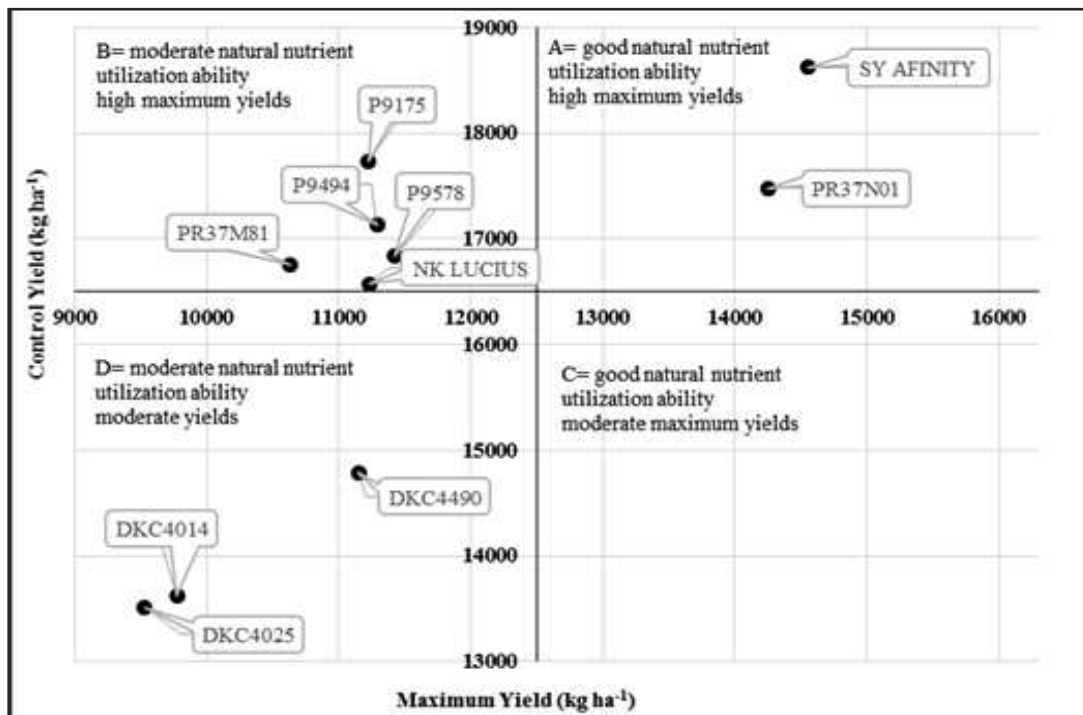 19000
B= moderate natural nutrient
utilization ability
high maximum yields
A= good natural nutrient
utilization ability
high maximum yields
SY AFINITY
P9175
18000
P9494
P9578
PR37N01
PR37M81
17000
NK LUCIUS
9000 10000 11000 12000 13000 14000 15000 16000
16000
D= moderate natural nutrient
utilization ability
moderate yields
C= good natural nutrient
utilization ability
moderate maximum yields
15000
DKC4490
DKC4014
14000
DKC4025
13000
Control Yield (kg ha⁻¹)
Maximum Yield (kg ha⁻¹)